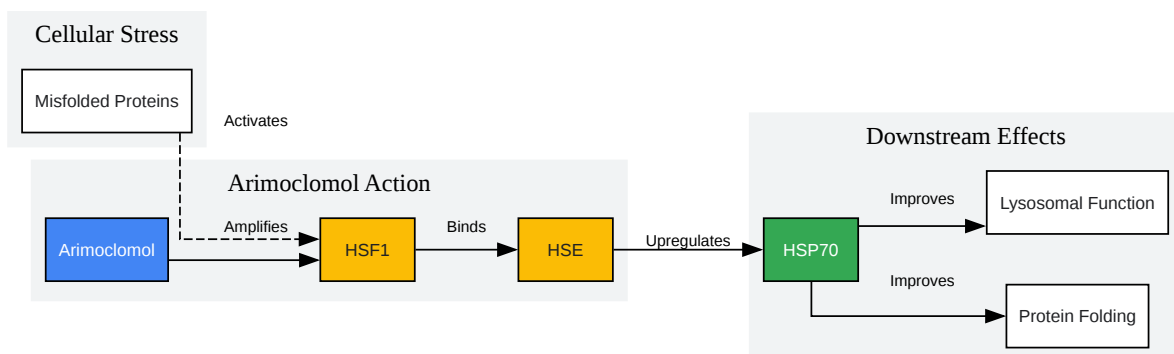 Cellular Stress
Misfolded Proteins
Activates
Arimoclomol Action
Arimoclomol
Amplifies
HSF1
Binds
HSE
Upregulates
Downstream Effects
HSP70
Improves
Lysosomal Function
Improves
Protein Folding